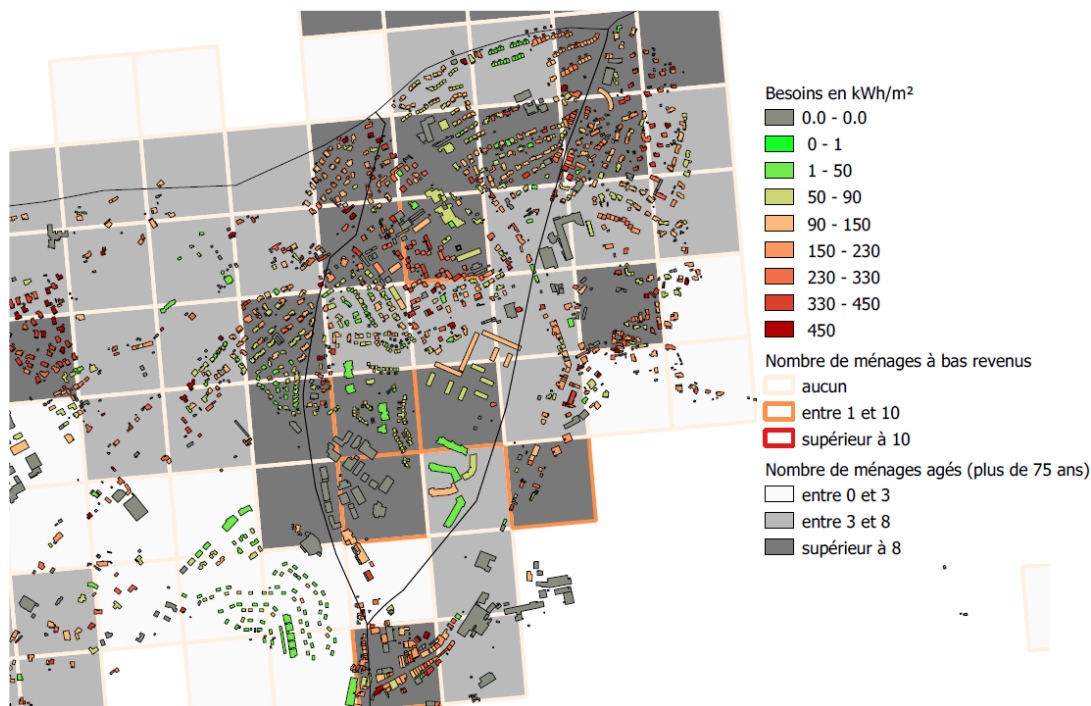 Besoins en kWh/m²
0.0 - 0.0
0 - 1
1 - 50
50 - 90
90 - 150
150 - 230
230 - 330
330 - 450
450
Nombre de ménages à bas revenus
aucun
entre 1 et 10
supérieur à 10
Nombre de ménages agés (plus de 75 ans)
entre 0 et 3
entre 3 et 8
supérieur à 8